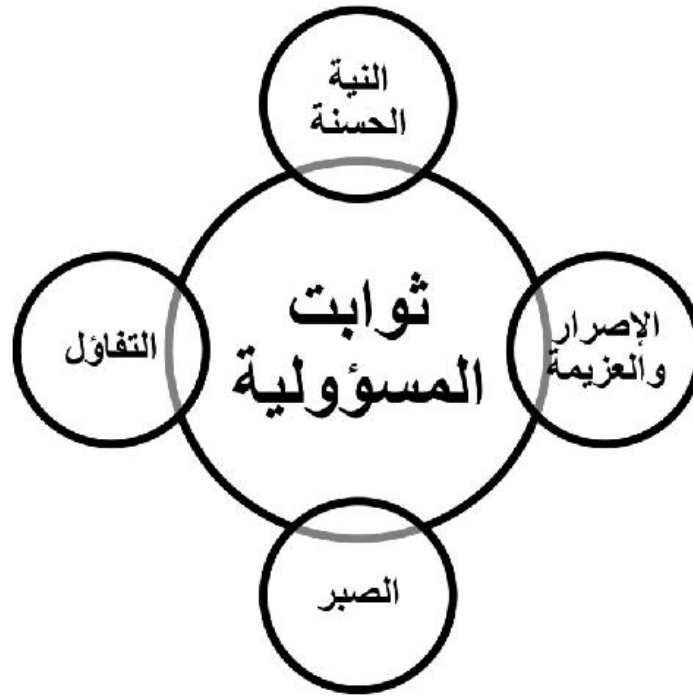 النية
الحسنة
ثوابت
المسؤولية
الإصرار
والعزيمة
التفاؤل
الصبر